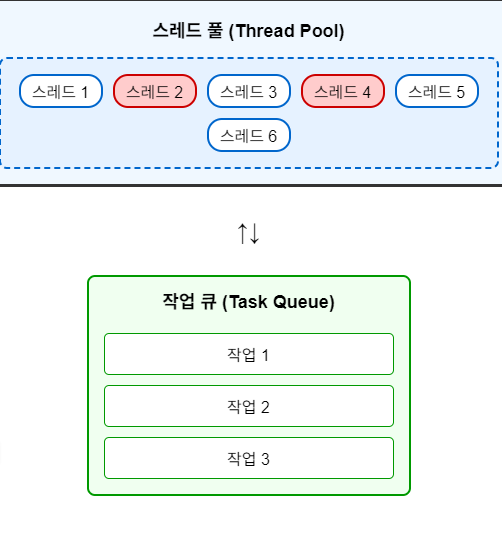 스레드 풀 (Thread Pool)
스레드 1 스레드 2 스레드 3 스레드 4 스레드 5
스레드 6
↑↓
작업 큐 (Task Queue)
작업 1
작업 2
작업 3